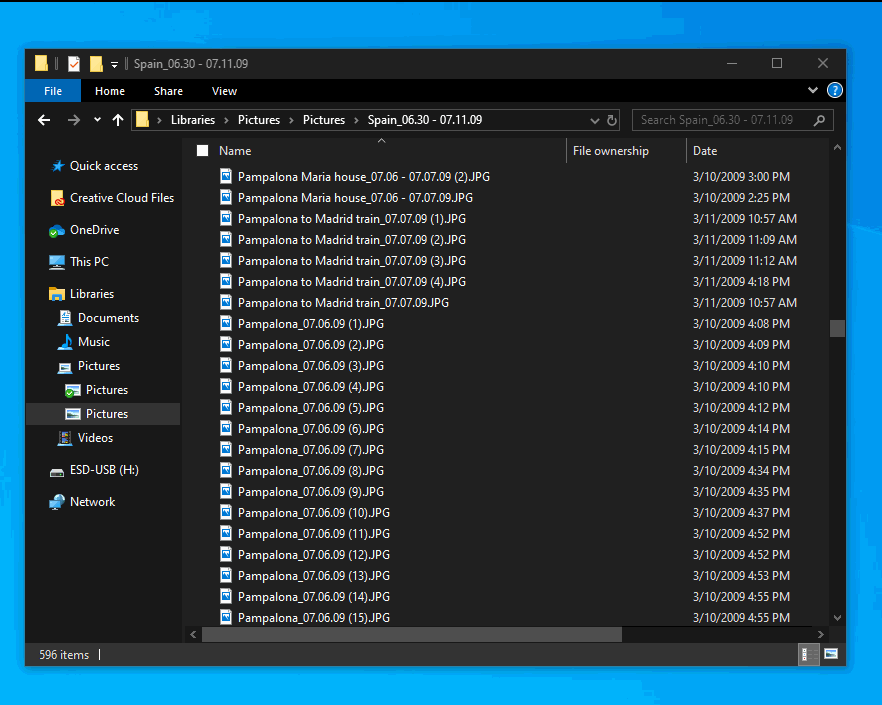 Spain_06.30 - 07.11.09
File Home Share View
Libraries Pictures Pictures Spain_06.30 - 07.11.09 Search Spain_06.30 - 07.11.09
Quick access
Creative Cloud Files
OneDrive
This PC
Libraries
Documents
Music
Pictures
Pictures
Pictures
Videos
ESD-USB (H:)
Network
Name File ownership Date
Pampalona Maria house_07.06 - 07.07.09 (2).JPG 3/10/2009 3:00 PM
Pampalona Maria house_07.06 - 07.07.09.JPG 3/10/2009 2:25 PM
Pampalona to Madrid train_07.07.09 (1).JPG 3/11/2009 10:57 AM
Pampalona to Madrid train_07.07.09 (2).JPG 3/11/2009 11:09 AM
Pampalona to Madrid train_07.07.09 (3).JPG 3/11/2009 11:12 AM
Pampalona to Madrid train_07.07.09 (4).JPG 3/11/2009 4:18 PM
Pampalona to Madrid train_07.07.09.JPG 3/11/2009 10:57 AM
Pampalona_07.06.09 (1).JPG 3/10/2009 4:08 PM
Pampalona_07.06.09 (2).JPG 3/10/2009 4:09 PM
Pampalona_07.06.09 (3).JPG 3/10/2009 4:10 PM
Pampalona_07.06.09 (4).JPG 3/10/2009 4:10 PM
Pampalona_07.06.09 (5).JPG 3/10/2009 4:12 PM
Pampalona_07.06.09 (6).JPG 3/10/2009 4:14 PM
Pampalona_07.06.09 (7).JPG 3/10/2009 4:15 PM
Pampalona_07.06.09 (8).JPG 3/10/2009 4:34 PM
Pampalona_07.06.09 (9).JPG 3/10/2009 4:35 PM
Pampalona_07.06.09 (10).JPG 3/10/2009 4:37 PM
Pampalona_07.06.09 (11).JPG 3/10/2009 4:52 PM
Pampalona_07.06.09 (12).JPG 3/10/2009 4:52 PM
Pampalona_07.06.09 (13).JPG 3/10/2009 4:53 PM
Pampalona_07.06.09 (14).JPG 3/10/2009 4:55 PM
Pampalona_07.06.09 (15).JPG 3/10/2009 4:55 PM
596 items